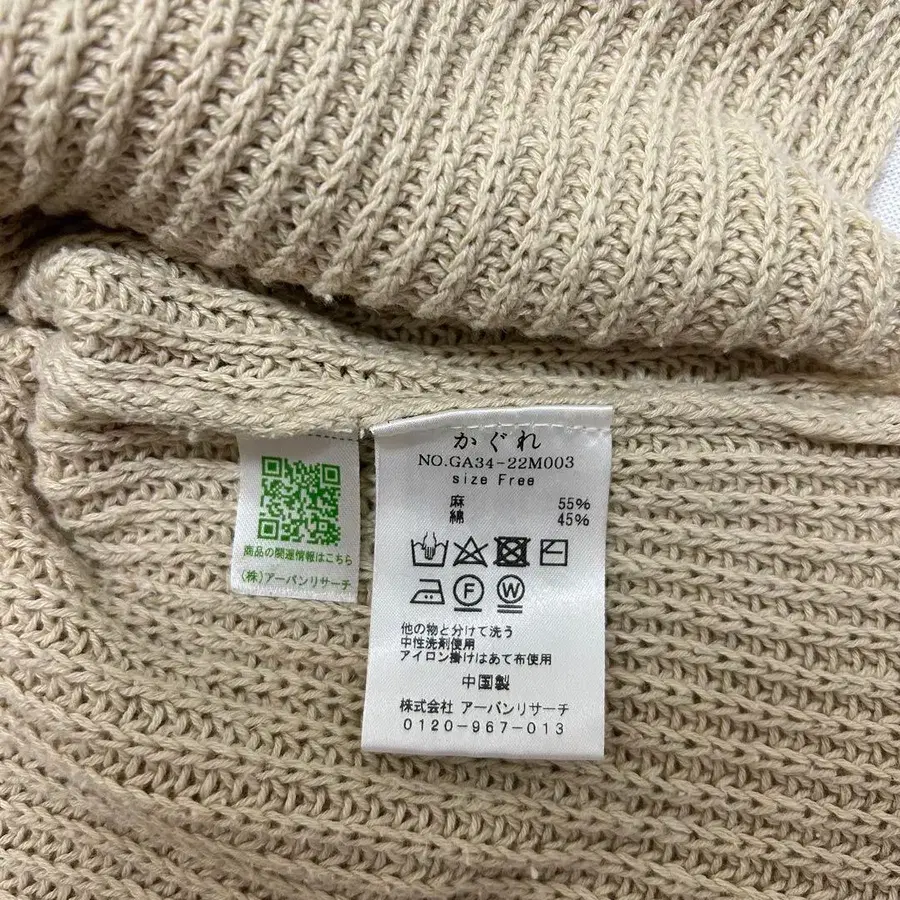 かぐれ
NO.GA34-22M003
size Free
麻 55%
綿 45%
F W
他の物と分けて洗う
中性洗剤使用
アイロン掛けはあて布使用
中国製
株式会社 アーバンリサーチ
0120-967-013
商品の関連情報はこちら
(株)アーバンリサーチ